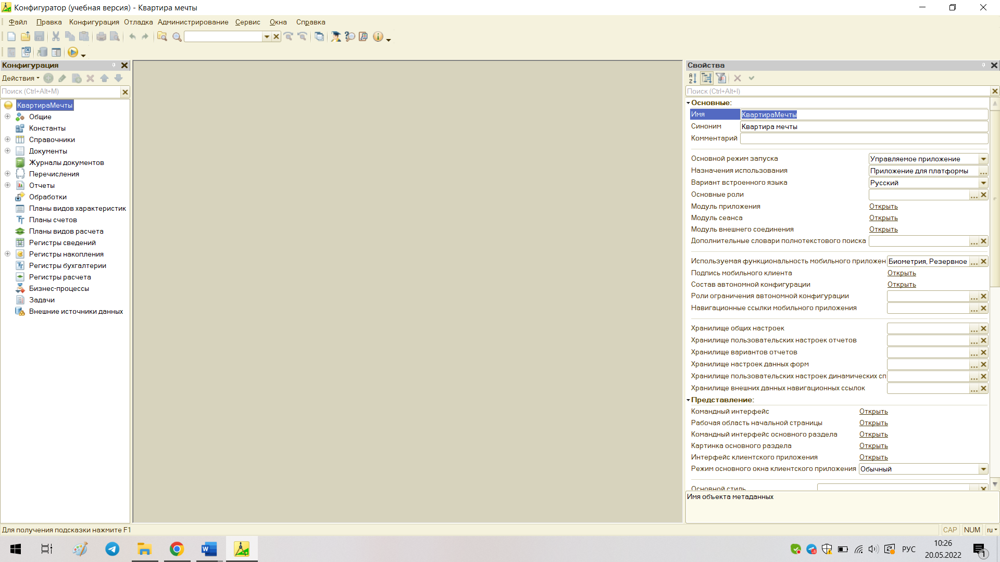 Конфигуратор (учебная версия) - Квартира мечты
Файл Правка Конфигурация Отладка Администрирование Сервис Окна Справка
Конфигурация
Действия
Поиск (Ctrl+Alt+M)
КвартираМечты
Общие
Константы
Справочники
Документы
Журналы документов
Перечисления
Отчеты
Обработки
Планы видов характеристик
Планы счетов
Планы видов расчета
Регистры сведений
Регистры накопления
Регистры бухгалтерии
Регистры расчета
Бизнес-процессы
Задачи
Внешние источники данных
Свойства
Поиск (Ctrl+Alt+I)
Основные:
Имя КвартираМечты
Синоним Квартира мечты
Комментарий
Основной режим запуска Управляемое приложение
Назначения использования Приложение для платформы ...
Вариант встроенного языка Русский
Основные роли ...
Модуль приложения Открыть
Модуль сеанса Открыть
Модуль внешнего соединения Открыть
Дополнительные словари полнотекстового поиска ...
Используемая функциональность мобильного приложен Биометрия, Резервное ...
Подпись мобильного клиента Открыть
Состав автономной конфигурации Открыть
Роли ограничения автономной конфигурации ...
Навигационные ссылки мобильного приложения ...
Хранилище общих настроек ...
Хранилище пользовательских настроек отчетов ...
Хранилище вариантов отчетов ...
Хранилище настроек данных форм ...
Хранилище пользовательских настроек динамических сп ...
Хранилище внешних данных навигационных ссылок ...
Представление:
Командный интерфейс Открыть
Рабочая область начальной страницы Открыть
Командный интерфейс основного раздела Открыть
Картинка основного раздела Открыть
Интерфейс клиентского приложения Открыть
Режим основного окна клиентского приложения Обычный
Основной стиль
Имя объекта метаданных
Для получения подсказки нажмите F1
CAP NUM ru
РУС
10:26
20.05.2022
1